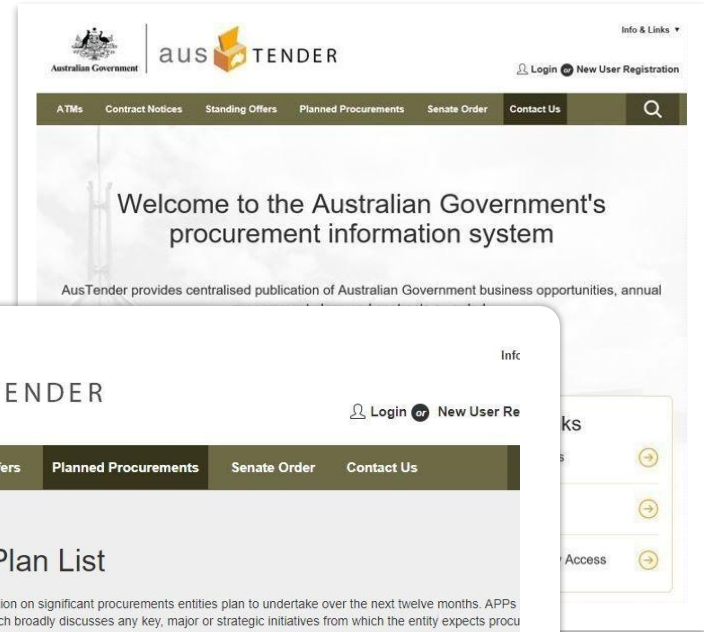 Info & Links ▼
Australian Government
aus TENDER
Login or New User Registration
ATMs Contract Notices Standing Offers Planned Procurements Senate Order Contact Us
Welcome to the Australian Government's
procurement information system
AusTender provides centralised publication of Australian Government business opportunities, annual
ks
Access
Info
TENDER
Login or New User Re
fers Planned Procurements Senate Order Contact Us
Plan List
ion on significant procurements entities plan to undertake over the next twelve months. APPs
ch broadly discusses any key, major or strategic initiatives from which the entity expects procu